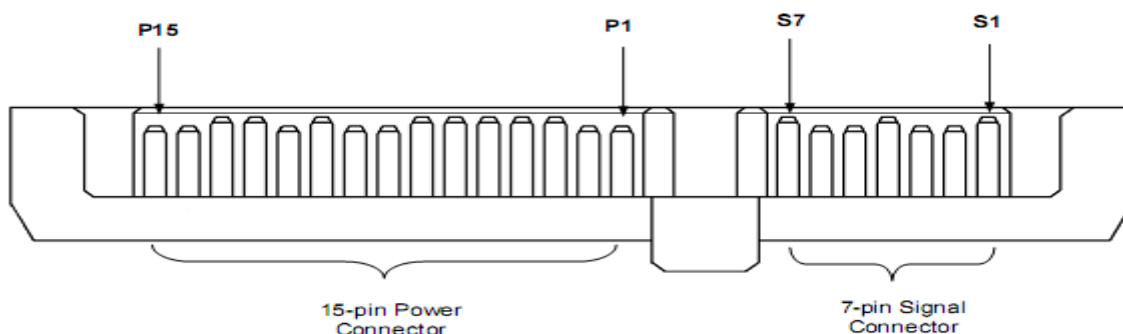 P15
P1
S7
S1
15-pin Power
Connector
7-pin Signal
Connector